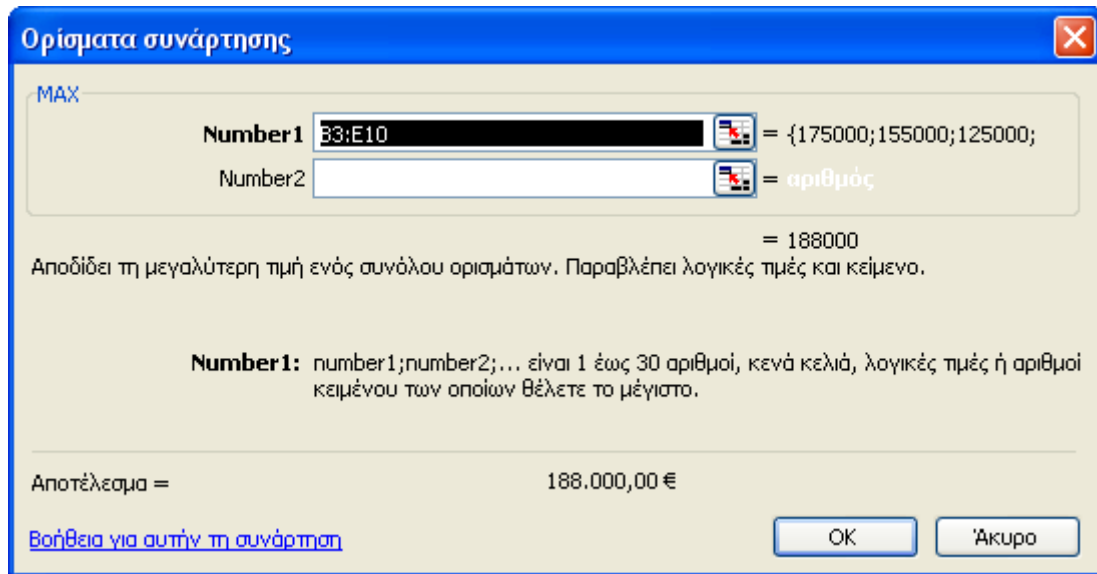 Ορίσματα συνάρτησης
MAX
Number1 B3:E10 = {175000;155000;125000;
Number2 = αριθμός
= 188000
Αποδίδει τη μεγαλύτερη τιμή ενός συνόλου ορισμάτων. Παραβλέπει λογικές τιμές και κείμενο.
Number1: number1;number2;... είναι 1 έως 30 αριθμοί, κενά κελιά, λογικές τιμές ή αριθμοί
κειμένου των οποίων θέλετε το μέγιστο.
Αποτέλεσμα = 188.000,00 €
Βοήθεια για αυτήν τη συνάρτηση OK Άκυρο